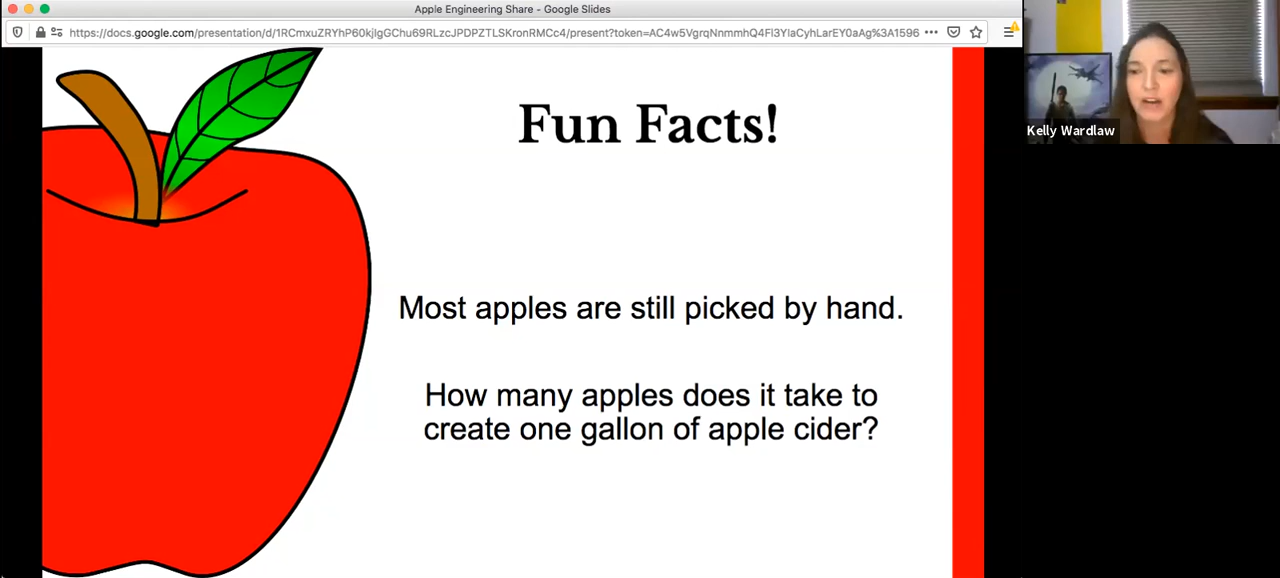 Apple Engineering Share - Google Slides
https://docs.google.com/presentation/d/1RCmxuZRYhP60kjIgGChu69RLzcJPDPZTLSKronRMCc4/present?token=AC4w5VgrqNnmmhQ4Fl3YlaCyhLarEY0aAg%3A1596
Kelly Wardlaw
Fun Facts!
Most apples are still picked by hand.
How many apples does it take to
create one gallon of apple cider?